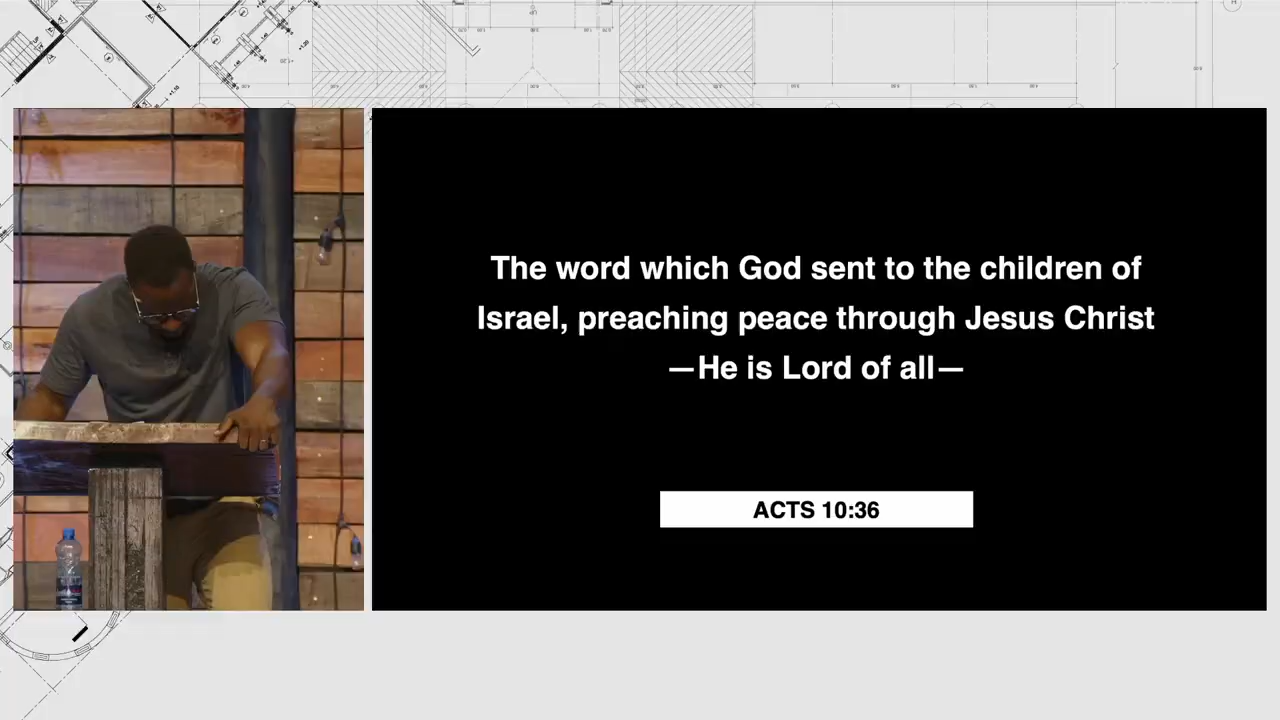 The word which God sent to the children of
Israel, preaching peace through Jesus Christ
—He is Lord of all—
ACTS 10:36